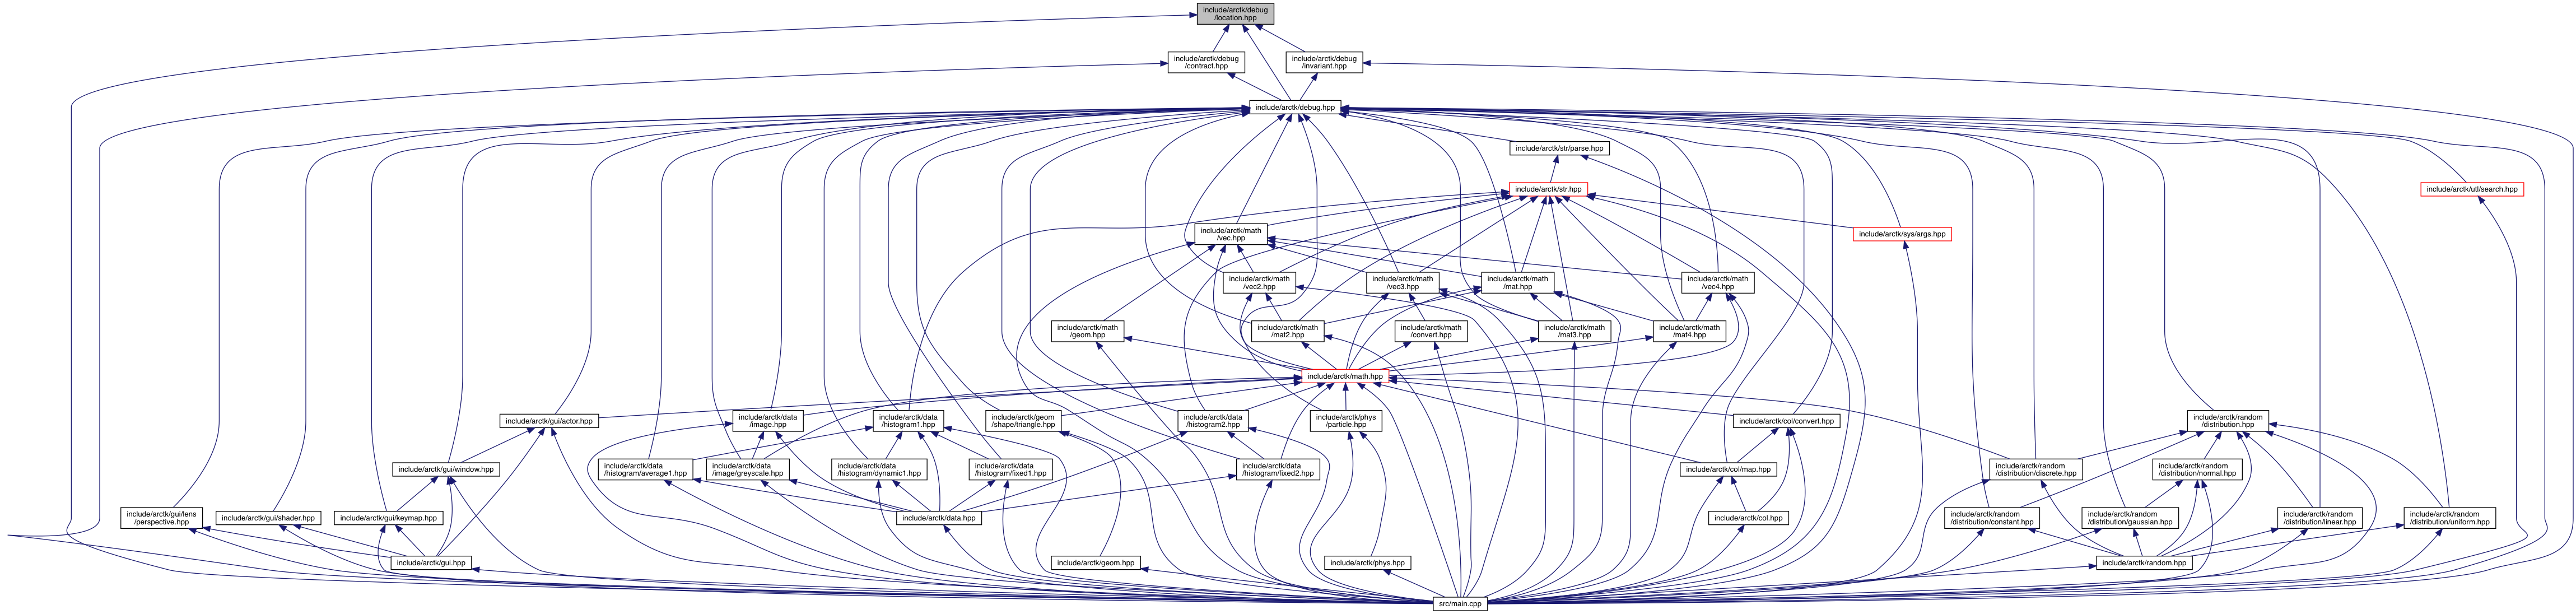 include/arctk/debug
/location.hpp
include/arctk/debug
/contract.hpp
include/arctk/debug
/invariant.hpp
include/arctk/debug.hpp
include/arctk/str/parse.hpp
include/arctk/str.hpp
include/arctk/utl/search.hpp
include/arctk/math
/vec.hpp
include/arctk/sys/args.hpp
include/arctk/math
/vec2.hpp
include/arctk/math
/vec3.hpp
include/arctk/math
/mat.hpp
include/arctk/math
/vec4.hpp
include/arctk/math
/geom.hpp
include/arctk/math
/mat2.hpp
include/arctk/math
/convert.hpp
include/arctk/math
/mat3.hpp
include/arctk/math
/mat4.hpp
include/arctk/math.hpp
include/arctk/gui/actor.hpp
include/arctk/data
/image.hpp
include/arctk/data
/histogram1.hpp
include/arctk/geom
/shape/triangle.hpp
include/arctk/data
/histogram2.hpp
include/arctk/phys
/particle.hpp
include/arctk/col/convert.hpp
include/arctk/random
/distribution.hpp
include/arctk/gui/window.hpp
include/arctk/data
/histogram/average1.hpp
include/arctk/data
/image/greyscale.hpp
include/arctk/data
/histogram/dynamic1.hpp
include/arctk/data
/histogram/fixed1.hpp
include/arctk/data
/histogram/fixed2.hpp
include/arctk/col/map.hpp
include/arctk/random
/distribution/discrete.hpp
include/arctk/random
/distribution/normal.hpp
include/arctk/gui/lens
/perspective.hpp
include/arctk/gui/shader.hpp
include/arctk/gui/keymap.hpp
include/arctk/data.hpp
include/arctk/col.hpp
include/arctk/random
/distribution/constant.hpp
include/arctk/random
/distribution/gaussian.hpp
include/arctk/random
/distribution/linear.hpp
include/arctk/random
/distribution/uniform.hpp
include/arctk/gui.hpp
include/arctk/geom.hpp
include/arctk/phys.hpp
include/arctk/random.hpp
src/main.cpp